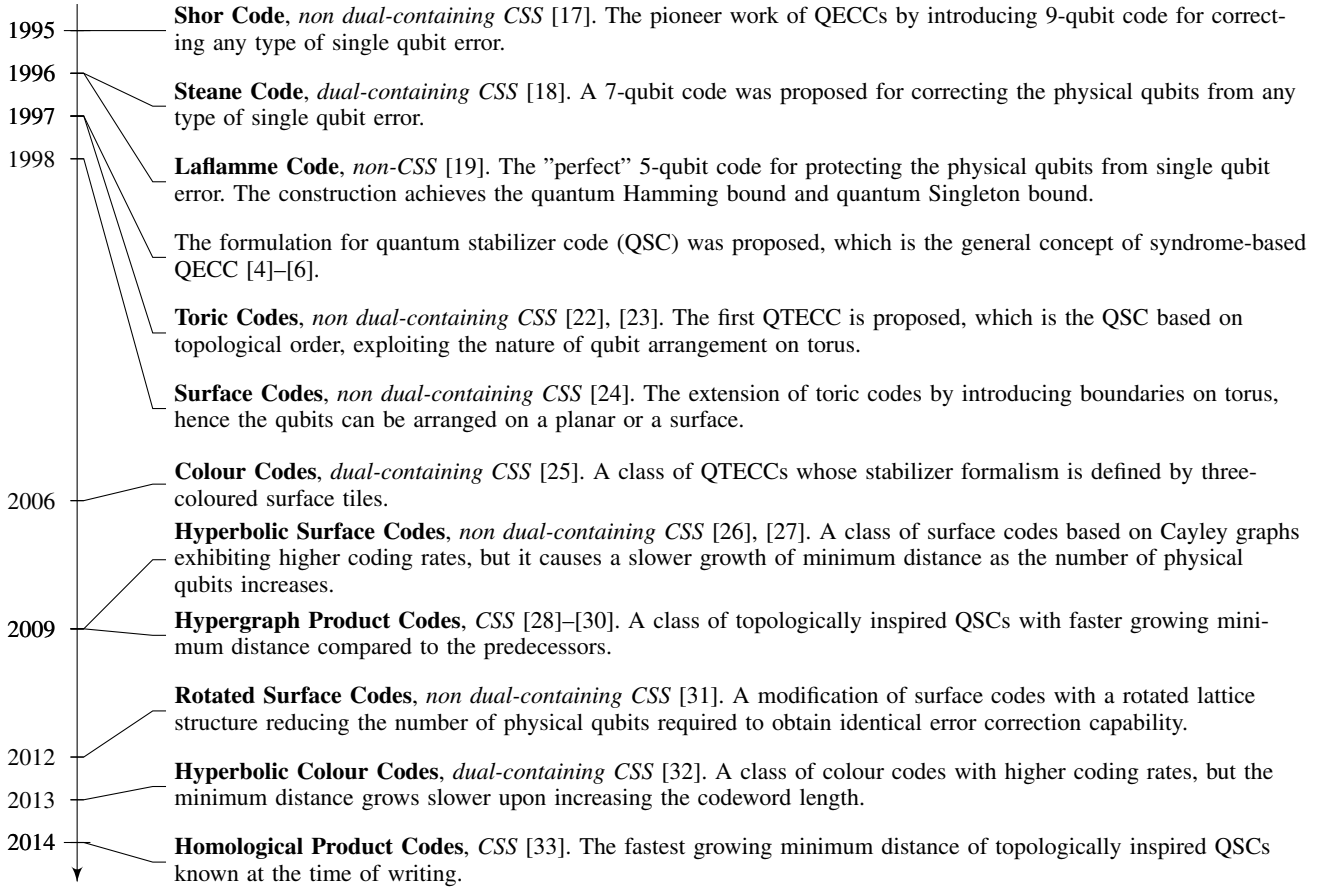 1995
Shor Code, non dual-containing CSS [17]. The pioneer work of QECCs by introducing 9-qubit code for correct-
ing any type of single qubit error.
1996
Steane Code, dual-containing CSS [18]. A 7-qubit code was proposed for correcting the physical qubits from any
type of single qubit error.
1997
1998
Laflamme Code, non-CSS [19]. The "perfect" 5-qubit code for protecting the physical qubits from single qubit
error. The construction achieves the quantum Hamming bound and quantum Singleton bound.
The formulation for quantum stabilizer code (QSC) was proposed, which is the general concept of syndrome-based
QECC [4]–[6].
Toric Codes, non dual-containing CSS [22], [23]. The first QTECC is proposed, which is the QSC based on
topological order, exploiting the nature of qubit arrangement on torus.
Surface Codes, non dual-containing CSS [24]. The extension of toric codes by introducing boundaries on torus,
hence the qubits can be arranged on a planar or a surface.
Colour Codes, dual-containing CSS [25]. A class of QTECCs whose stabilizer formalism is defined by three-
coloured surface tiles.
2006
Hyperbolic Surface Codes, non dual-containing CSS [26], [27]. A class of surface codes based on Cayley graphs
exhibiting higher coding rates, but it causes a slower growth of minimum distance as the number of physical
qubits increases.
2009
Hypergraph Product Codes, CSS [28]–[30]. A class of topologically inspired QSCs with faster growing mini-
mum distance compared to the predecessors.
Rotated Surface Codes, non dual-containing CSS [31]. A modification of surface codes with a rotated lattice
structure reducing the number of physical qubits required to obtain identical error correction capability.
2012
Hyperbolic Colour Codes, dual-containing CSS [32]. A class of colour codes with higher coding rates, but the
minimum distance grows slower upon increasing the codeword length.
2013
2014
Homological Product Codes, CSS [33]. The fastest growing minimum distance of topologically inspired QSCs
known at the time of writing.